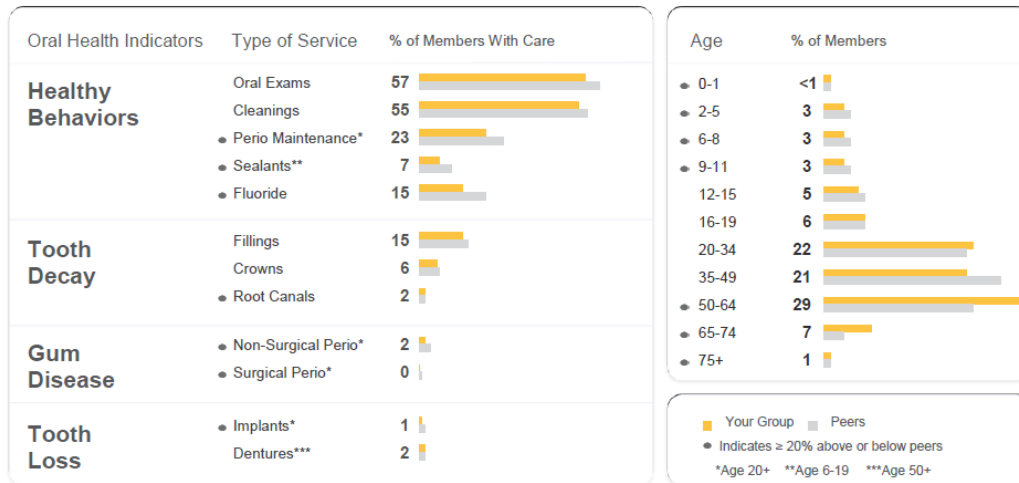 Oral Health Indicators Type of Service % of Members With Care
Healthy Behaviors
Oral Exams 57
Cleanings 55
Perio Maintenance* 23
Sealants** 7
Fluoride 15
Tooth Decay
Fillings 15
Crowns 6
Root Canals 2
Gum Disease
Non-Surgical Perio* 2
Surgical Perio* 0
Tooth Loss
Implants* 1
Dentures*** 2
Age % of Members
0-1 <1
2-5 3
6-8 3
9-11 3
12-15 5
16-19 6
20-34 22
35-49 21
50-64 29
65-74 7
75+ 1
Your Group Peers
Indicates ≥ 20% above or below peers
*Age 20+ **Age 6-19 ***Age 50+